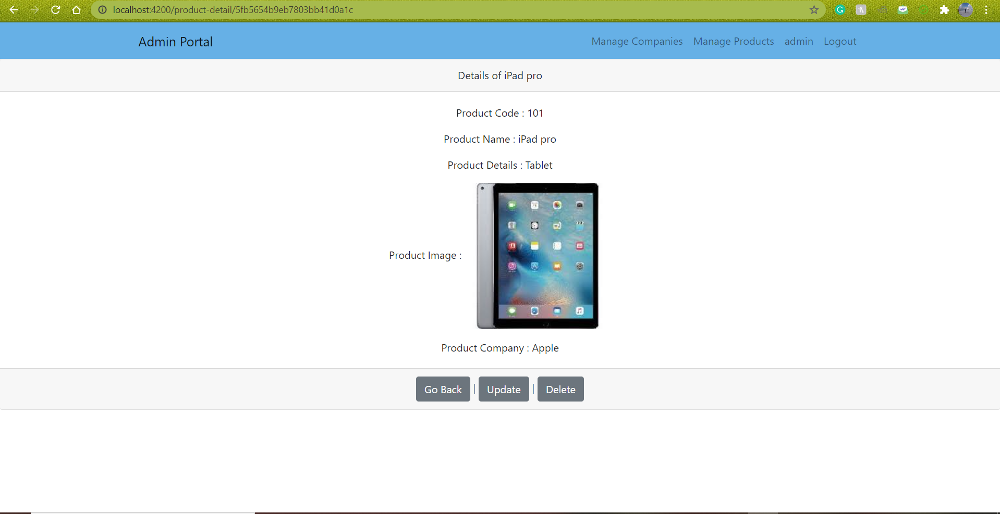 localhost:4200/product-detail/5fb5654b9eb7803bb41d0a1c
Admin Portal
Manage Companies Manage Products admin Logout
Details of iPad pro
Product Code : 101
Product Name : iPad pro
Product Details : Tablet
Product Image :
Product Company : Apple
Go Back | Update | Delete